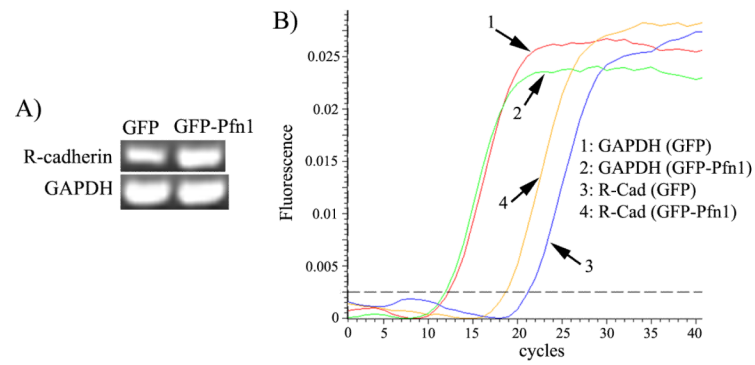 A)
GFP GFP-Pfn1
R-cadherin
GAPDH
B)
Fluorescence
0.025
0.02
0.015
0.01
0.005
0
0 5 10 15 20 25 30 35 40
cycles
1
2
4
3
1: GAPDH (GFP)
2: GAPDH (GFP-Pfn1)
3: R-Cad (GFP)
4: R-Cad (GFP-Pfn1)